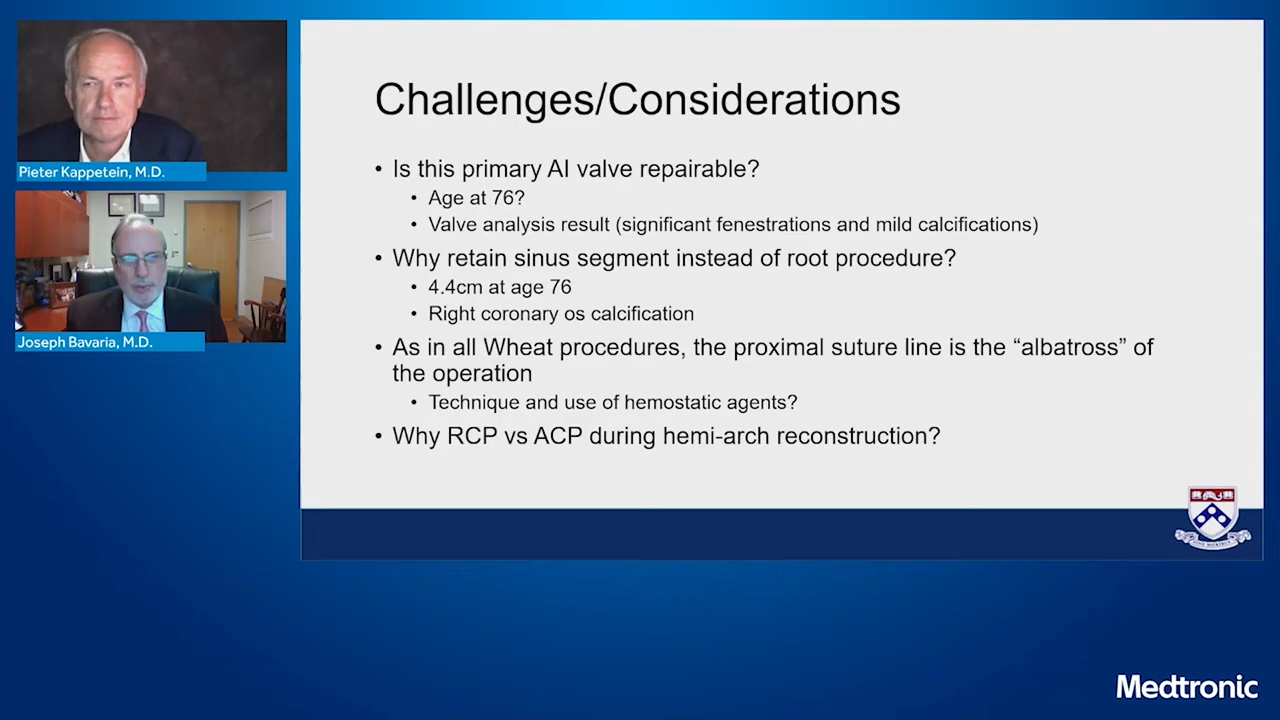 Pieter Kappetein, M.D.
Joseph Bavaria, M.D.
Challenges/Considerations
• Is this primary AI valve repairable?
• Age at 76?
• Valve analysis result (significant fenestrations and mild calcifications)
• Why retain sinus segment instead of root procedure?
• 4.4cm at age 76
• Right coronary os calcification
• As in all Wheat procedures, the proximal suture line is the “albatross” of
the operation
• Technique and use of hemostatic agents?
• Why RCP vs ACP during hemi-arch reconstruction?
Medtronic